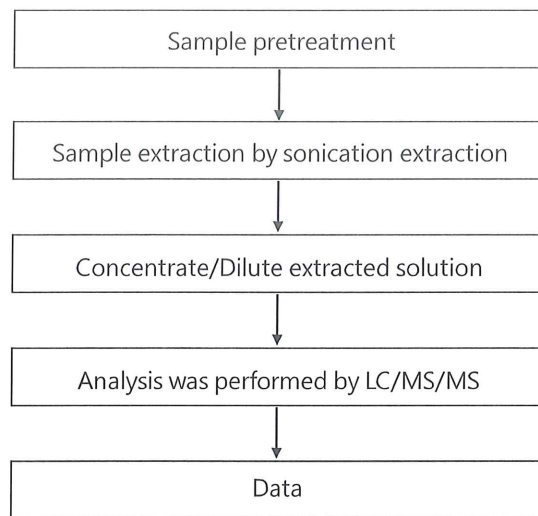 Sample pretreatment
Sample extraction by sonication extraction
Concentrate/Dilute extracted solution
Analysis was performed by LC/MS/MS
Data